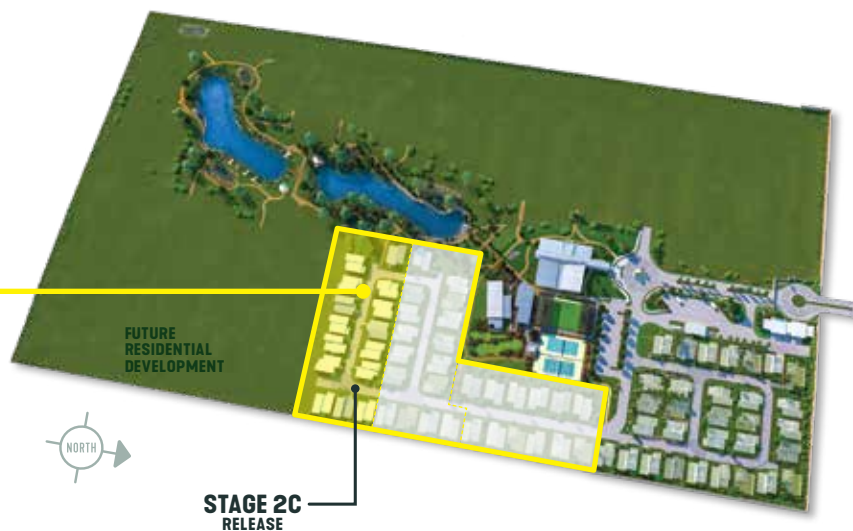 FUTURE
RESIDENTIAL
DEVELOPMENT
NORTH
STAGE 2C
RELEASE